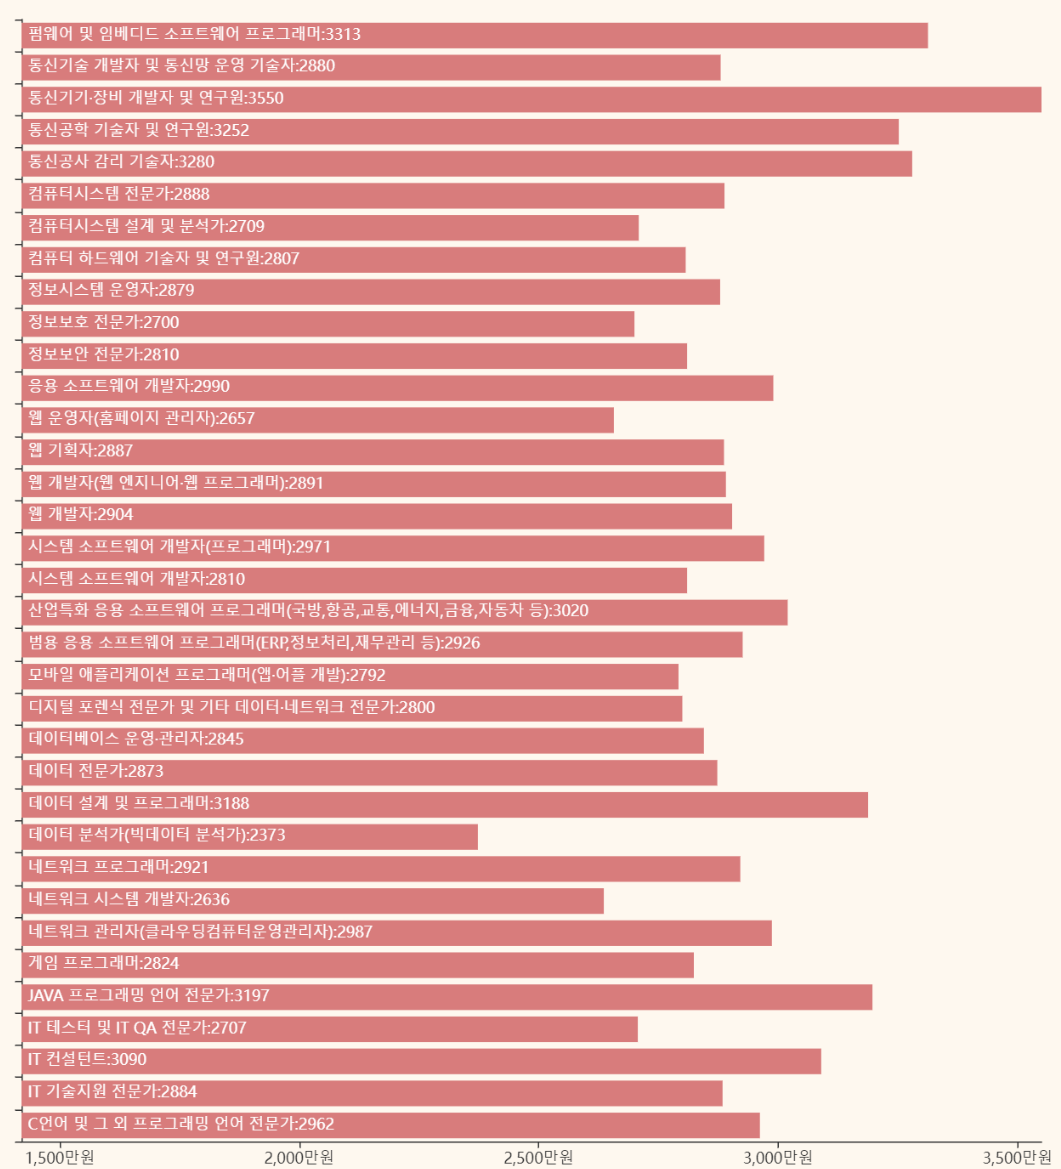 펌웨어 및 임베디드 소프트웨어 프로그래머:3313
통신기술 개발자 및 통신망 운영 기술자:2880
통신기기·장비 개발자 및 연구원:3550
통신공학 기술자 및 연구원:3252
통신공사 감리 기술자:3280
컴퓨터시스템 전문가:2888
컴퓨터시스템 설계 및 분석가:2709
컴퓨터 하드웨어 기술자 및 연구원:2807
정보시스템 운영자:2879
정보보호 전문가:2700
정보보안 전문가:2810
응용 소프트웨어 개발자:2990
웹 운영자(홈페이지 관리자):2657
웹 기획자:2887
웹 개발자(웹 엔지니어·웹 프로그래머):2891
웹 개발자:2904
시스템 소프트웨어 개발자(프로그래머):2971
시스템 소프트웨어 개발자:2810
산업특화 응용 소프트웨어 프로그래머(국방,항공,교통,에너지,금융,자동차 등):3020
범용 응용 소프트웨어 프로그래머(ERP,정보처리,재무관리 등):2926
모바일 애플리케이션 프로그래머(앱·어플 개발):2792
디지털 포렌식 전문가 및 기타 데이터·네트워크 전문가:2800
데이터베이스 운영·관리자:2845
데이터 전문가:2873
데이터 설계 및 프로그래머:3188
데이터 분석가(빅데이터 분석가):2373
네트워크 프로그래머:2921
네트워크 시스템 개발자:2636
네트워크 관리자(클라우딩컴퓨터운영관리자):2987
게임 프로그래머:2824
JAVA 프로그래밍 언어 전문가:3197
IT 테스터 및 IT QA 전문가:2707
IT 컨설턴트:3090
IT 기술지원 전문가:2884
C언어 및 그 외 프로그래밍 언어 전문가:2962
1,500만원 2,000만원 2,500만원 3,000만원 3,500만원